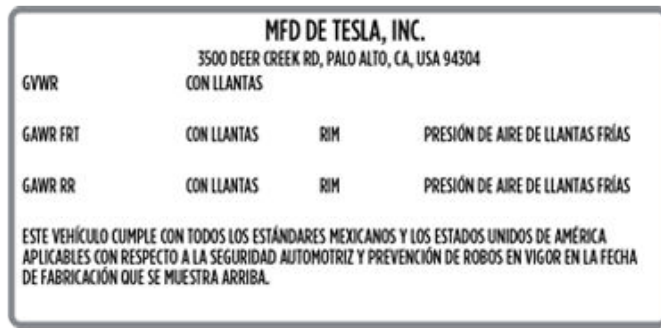 MFD DE TESLA, INC.
3500 DEER CREEK RD, PALO ALTO, CA, USA 94304
GVWR CON LLANTAS
GAWR FRT CON LLANTAS RIM PRESIÓN DE AIRE DE LLANTAS FRÍAS
GAWR RR CON LLANTAS RIM PRESIÓN DE AIRE DE LLANTAS FRÍAS
ESTE VEHÍCULO CUMPLE CON TODOS LOS ESTÁNDARES MEXICANOS Y LOS ESTADOS UNIDOS DE AMÉRICA
APLICABLES CON RESPECTO A LA SEGURIDAD AUTOMOTRIZ Y PREVENCIÓN DE ROBOS EN VIGOR EN LA FECHA
DE FABRICACIÓN QUE SE MUESTRA ARRIBA.